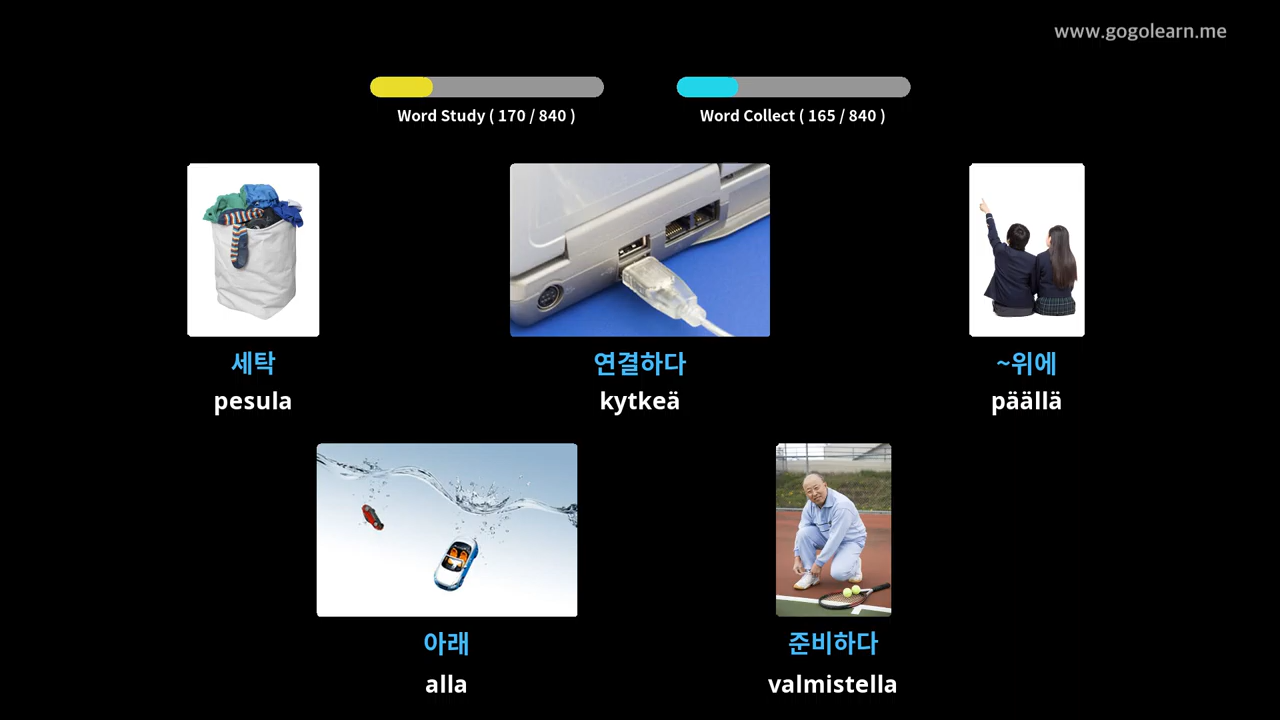 www.gogolearn.me
Word Study ( 170 / 840 )
Word Collect ( 165 / 840 )
세탁
pesula
연결하다
kytkeä
~위에
päällä
아래
alla
준비하다
valmistella